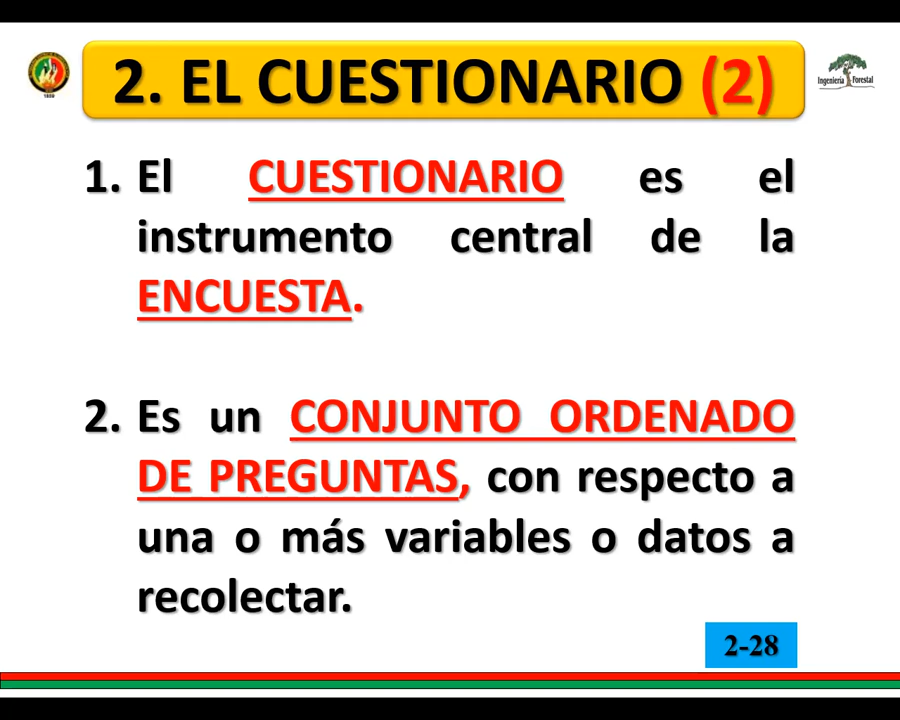 2. EL CUESTIONARIO (2)
1859
Ingeniería Forestal
1. El CUESTIONARIO es el
instrumento central de la
ENCUESTA.
2. Es un CONJUNTO ORDENADO
DE PREGUNTAS, con respecto a
una o más variables o datos a
recolectar.
2-28